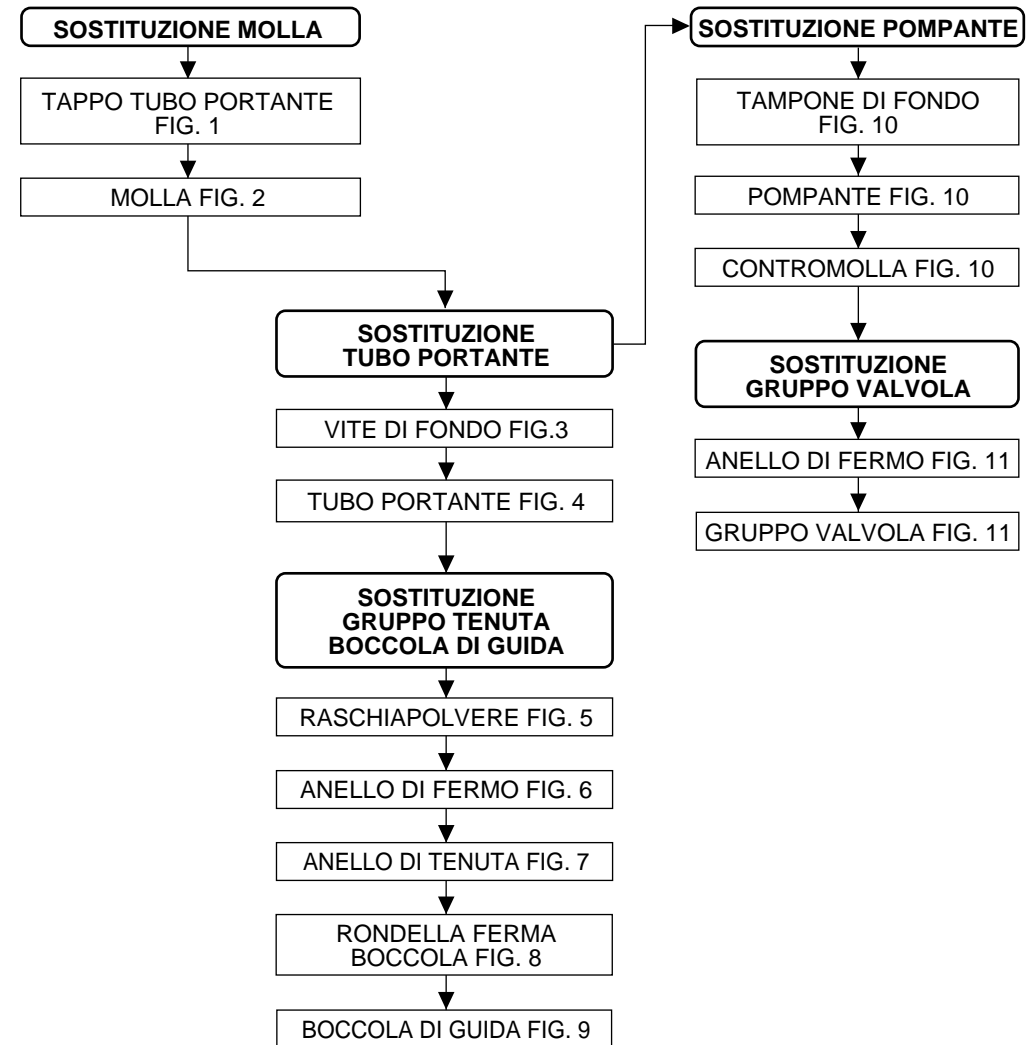 SOSTITUZIONE MOLLA
TAPPO TUBO PORTANTE
FIG. 1
MOLLA FIG. 2
SOSTITUZIONE
TUBO PORTANTE
VITE DI FONDO FIG.3
TUBO PORTANTE FIG. 4
SOSTITUZIONE
GRUPPO TENUTA
BOCCOLA DI GUIDA
RASCHIAPOLVERE FIG. 5
ANELLO DI FERMO FIG. 6
ANELLO DI TENUTA FIG. 7
RONDELLA FERMA
BOCCOLA FIG. 8
BOCCOLA DI GUIDA FIG. 9
SOSTITUZIONE POMPANTE
TAMPONE DI FONDO
FIG. 10
POMPANTE FIG. 10
CONTROMOLLA FIG. 10
SOSTITUZIONE
GRUPPO VALVOLA
ANELLO DI FERMO FIG. 11
GRUPPO VALVOLA FIG. 11